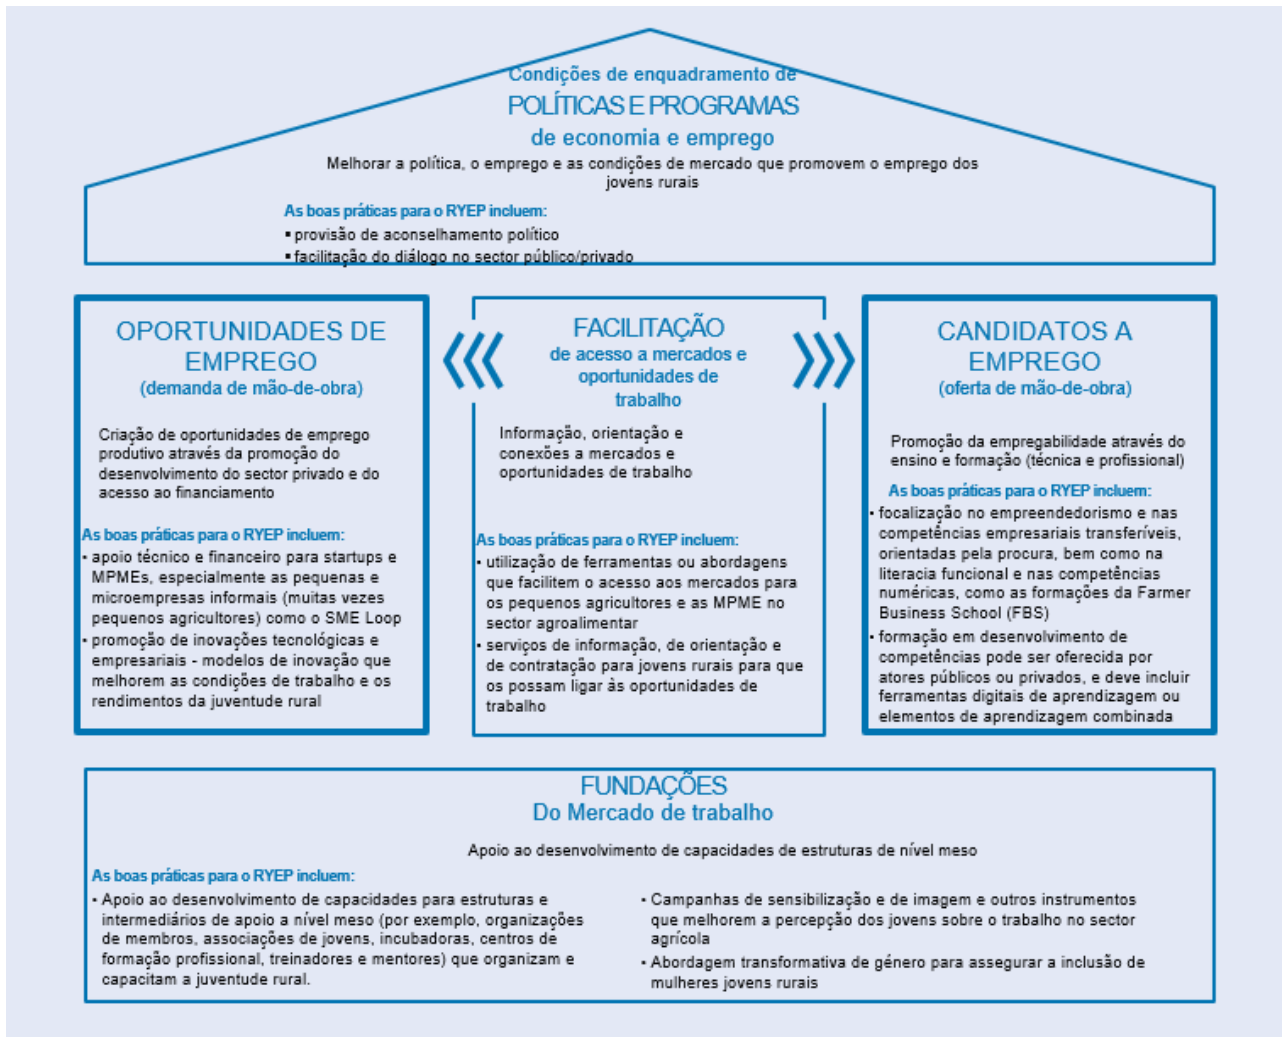 Condições de enquadramento de
POLÍTICAS E PROGRAMAS
de economia e emprego
Melhorar a política, o emprego e as condições de mercado que promovem o emprego dos
jovens rurais
As boas práticas para o RYEP incluem:
▪ provisão de aconselhamento político
▪ facilitação do diálogo no sector público/privado
OPORTUNIDADES DE
EMPREGO
(demanda de mão-de-obra)
Criação de oportunidades de emprego
produtivo através da promoção do
desenvolvimento do sector privado e do
acesso ao financiamento
As boas práticas para o RYEP incluem:
▪ apoio técnico e financeiro para startups e
MPMEs, especialmente as pequenas e
microempresas informais (muitas vezes
pequenos agricultores) como o SME Loop
▪ promoção de inovações tecnológicas e
empresariais - modelos de inovação que
melhorem as condições de trabalho e os
rendimentos da juventude rural
FACILITAÇÃO
de acesso a mercados e
oportunidades de
trabalho
Informação, orientação e
conexões a mercados e
oportunidades de trabalho
As boas práticas para o RYEP incluem:
▪ utilização de ferramentas ou abordagens
que facilitem o acesso aos mercados para
os pequenos agricultores e as MPME no
sector agroalimentar
▪ serviços de informação, de orientação e
de contratação para jovens rurais para que
os possam ligar às oportunidades de
trabalho
CANDIDATOS A
EMPREGO
(oferta de mão-de-obra)
Promoção da empregabilidade através do
ensino e formação (técnica e profissional)
As boas práticas para o RYEP incluem:
▪ focalização no empreendedorismo e nas
competências empresariais transferíveis,
orientadas pela procura, bem como na
literacia funcional e nas competências
numéricas, como as formações da Farmer
Business School (FBS)
▪ formação em desenvolvimento de
competências pode ser oferecida por
atores públicos ou privados, e deve incluir
ferramentas digitais de aprendizagem ou
elementos de aprendizagem combinada
FUNDAÇÕES
Do Mercado de trabalho
Apoio ao desenvolvimento de capacidades de estruturas de nível meso
As boas práticas para o RYEP incluem:
▪ Apoio ao desenvolvimento de capacidades para estruturas e
intermediários de apoio a nível meso (por exemplo, organizações
de membros, associações de jovens, incubadoras, centros de
formação profissional, treinadores e mentores) que organizam e
capacitam a juventude rural.
▪ Campanhas de sensibilização e de imagem e outros instrumentos
que melhorem a percepção dos jovens sobre o trabalho no sector
agrícola
▪ Abordagem transformativa de género para assegurar a inclusão de
mulheres jovens rurais